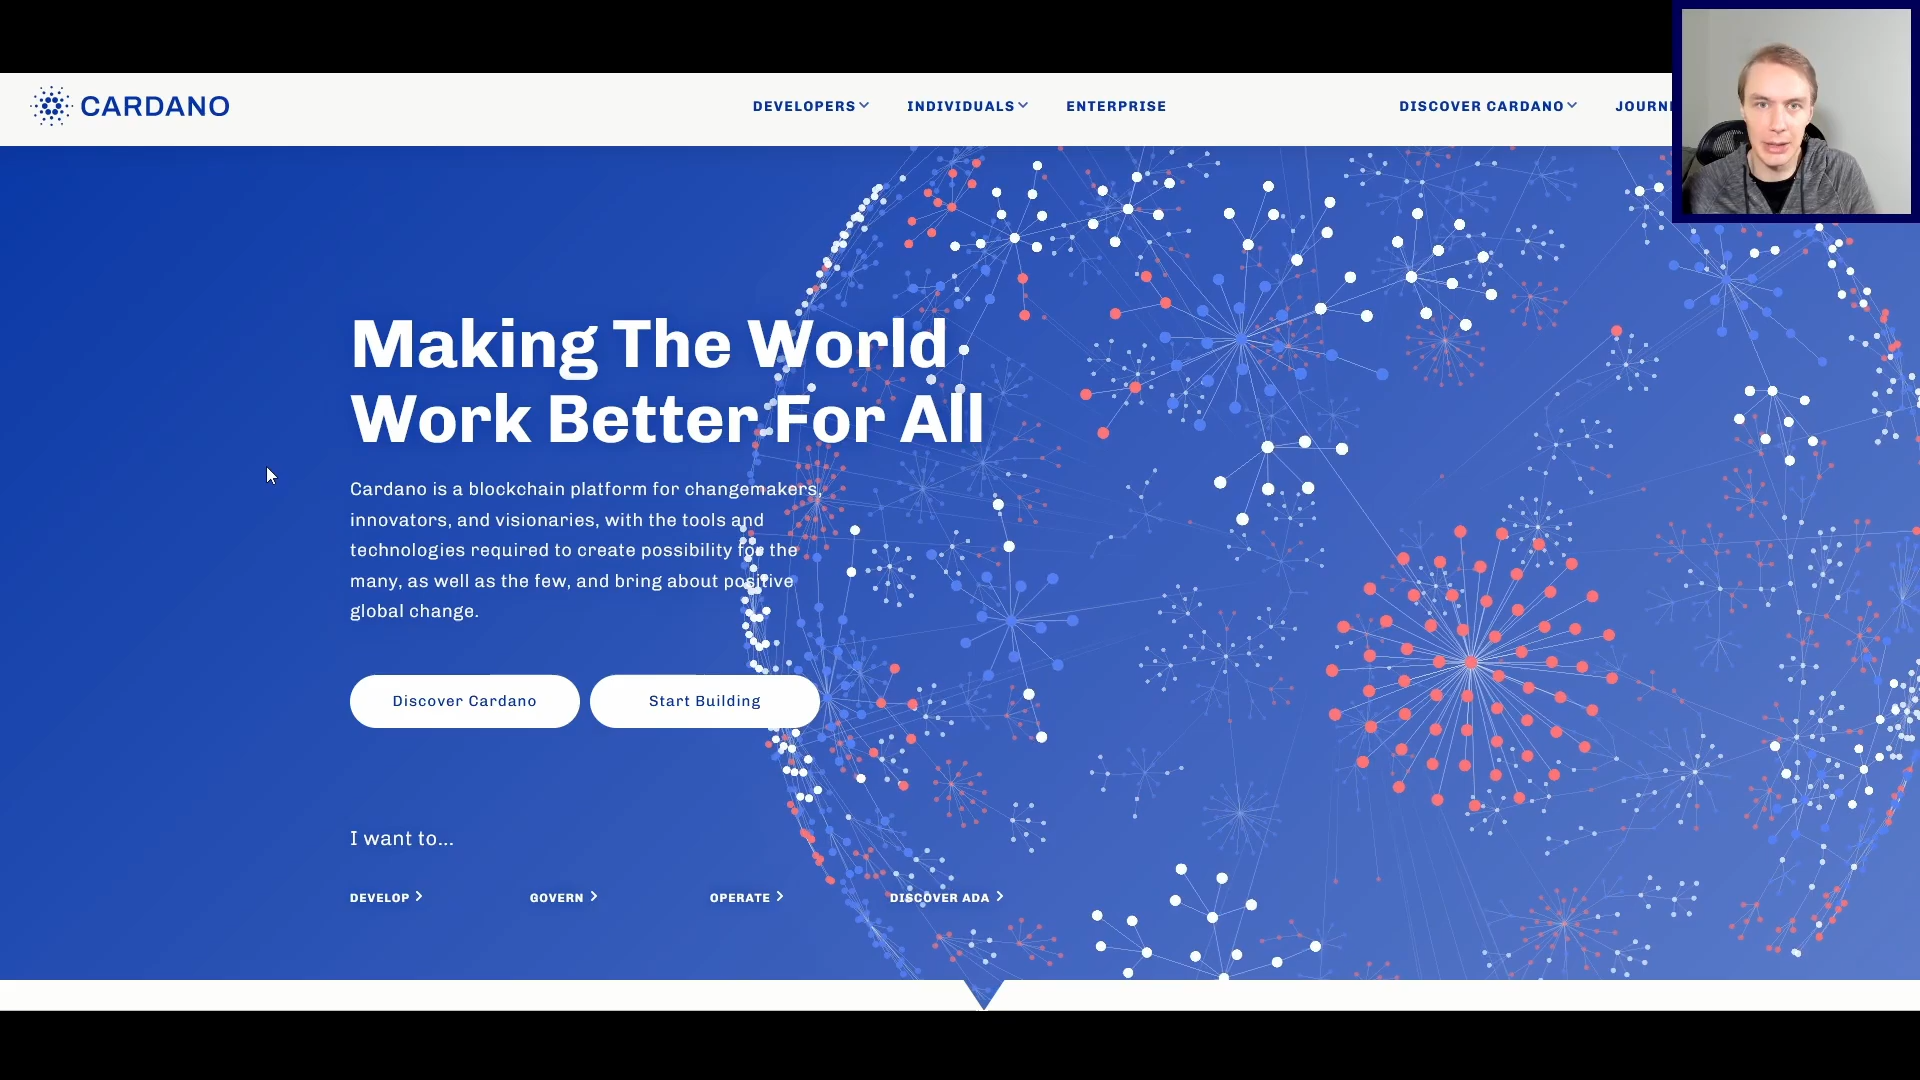 CARDANO
DEVELOPERS INDIVIDUALS ENTERPRISE DISCOVER CARDANO
Making The World
Work Better For All
Cardano is a blockchain platform for changemakers,
innovators, and visionaries, with the tools and
technologies required to create possibility for the
many, as well as the few, and bring about positive
global change.
Discover Cardano Start Building
I want to...
DEVELOP GOVERN OPERATE DISCOVER ADA